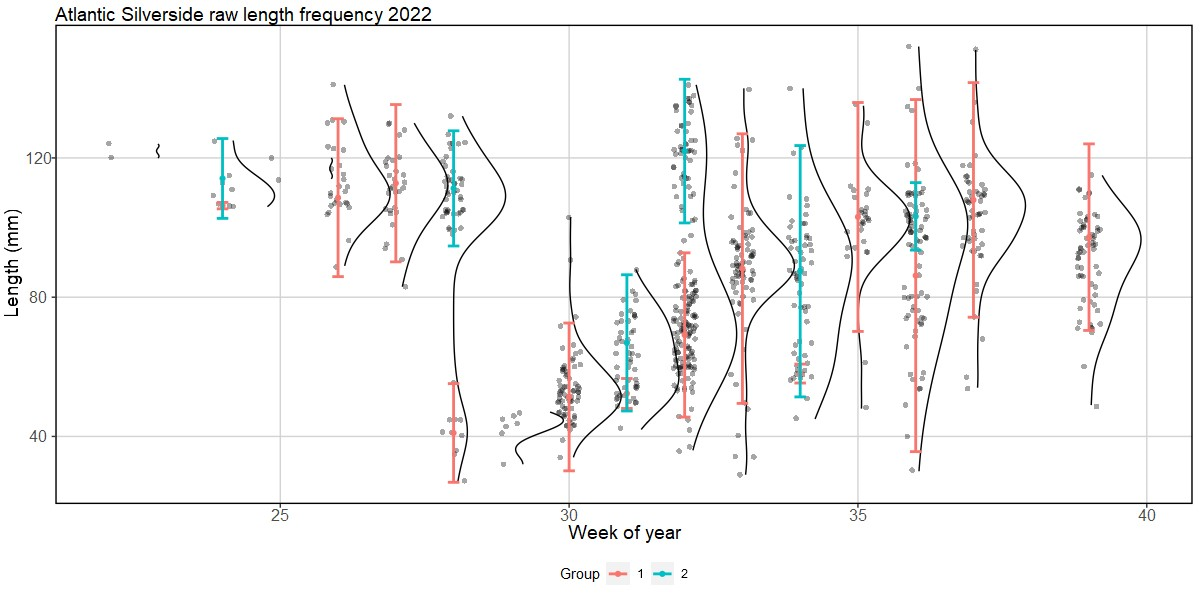 Atlantic Silverside raw length frequency 2022
Length (mm)
120
80
40
25 30 35 40
Week of year
Group 1 2